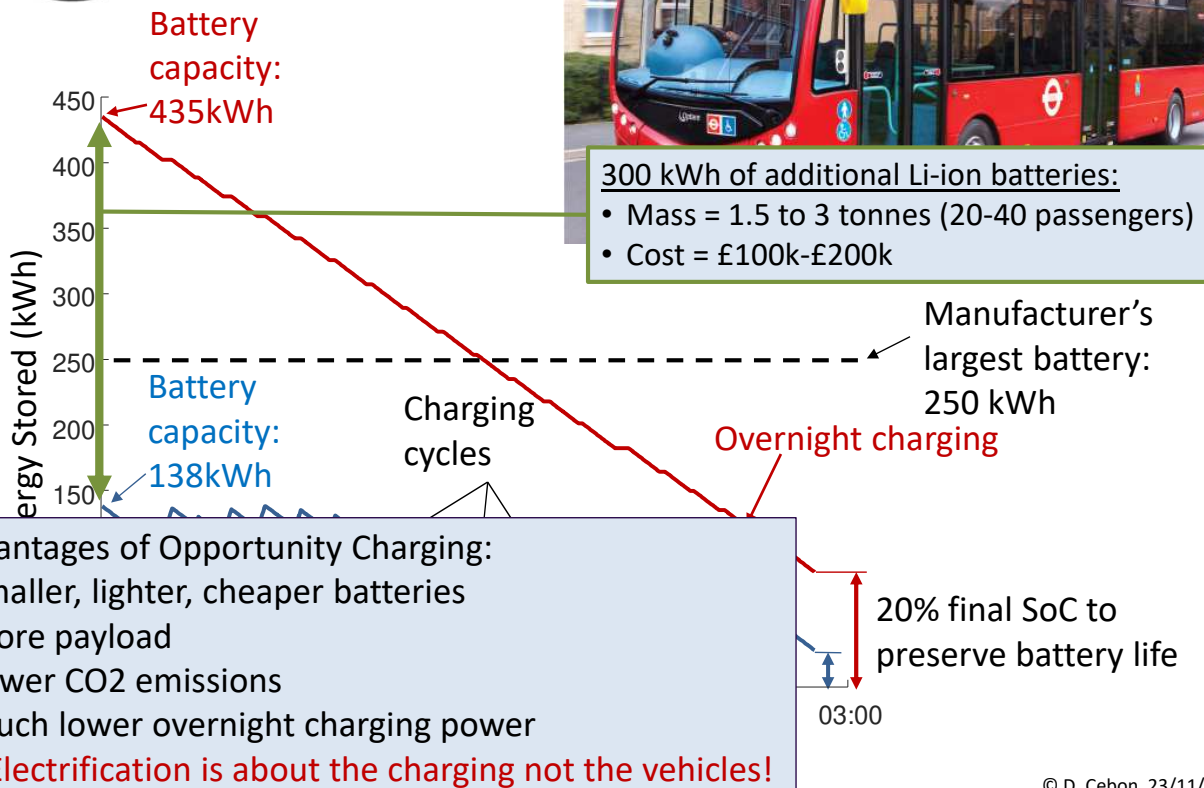 Battery
capacity:
435kWh
450
400
350
300
250
200
150
ergy Stored (kWh)
Optare
300 kWh of additional Li-ion batteries:
• Mass = 1.5 to 3 tonnes (20-40 passengers)
• Cost = £100k-£200k
Manufacturer’s
largest battery:
250 kWh
Battery
capacity:
138kWh
Charging
cycles
Overnight charging
antages of Opportunity Charging:
naller, lighter, cheaper batteries
ore payload
wer CO2 emissions
uch lower overnight charging power
Electrification is about the charging not the vehicles!
20% final SoC to
preserve battery life
03:00
© D. Cebon, 23/11/